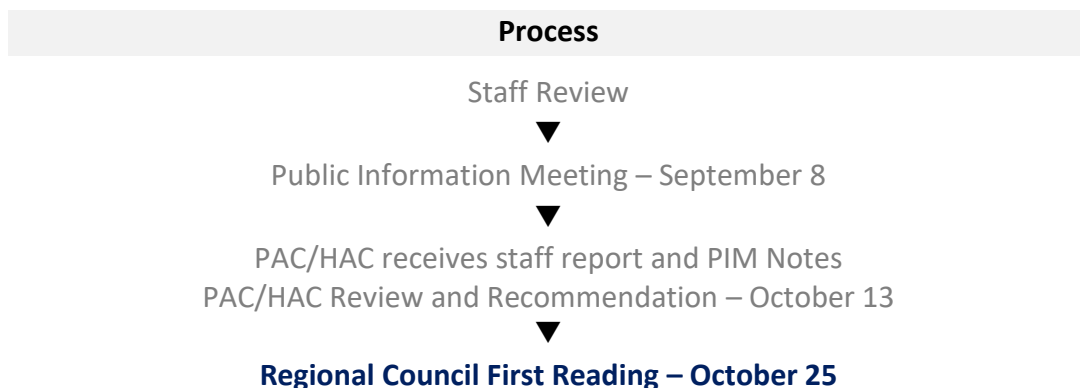 Process
Staff Review
Public Information Meeting – September 8
PAC/HAC receives staff report and PIM Notes
PAC/HAC Review and Recommendation – October 13
Regional Council First Reading – October 25